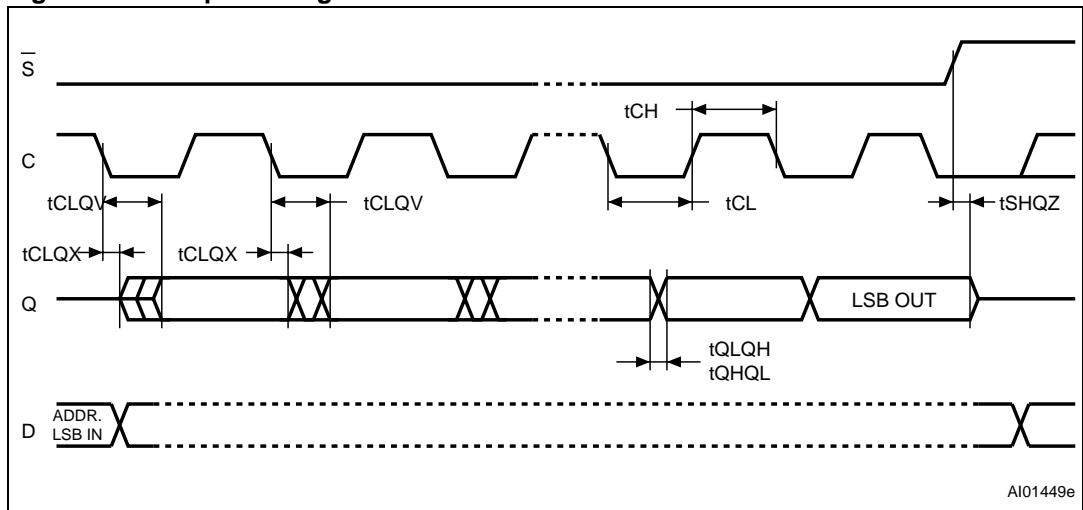 S
tCH
C
tCLQV
tCLQV
tCL
tSHQZ
tCLQX
tCLQX
Q
LSB OUT
tQLQH
tQHQL
ADDR.
LSB IN
D
AI01449e